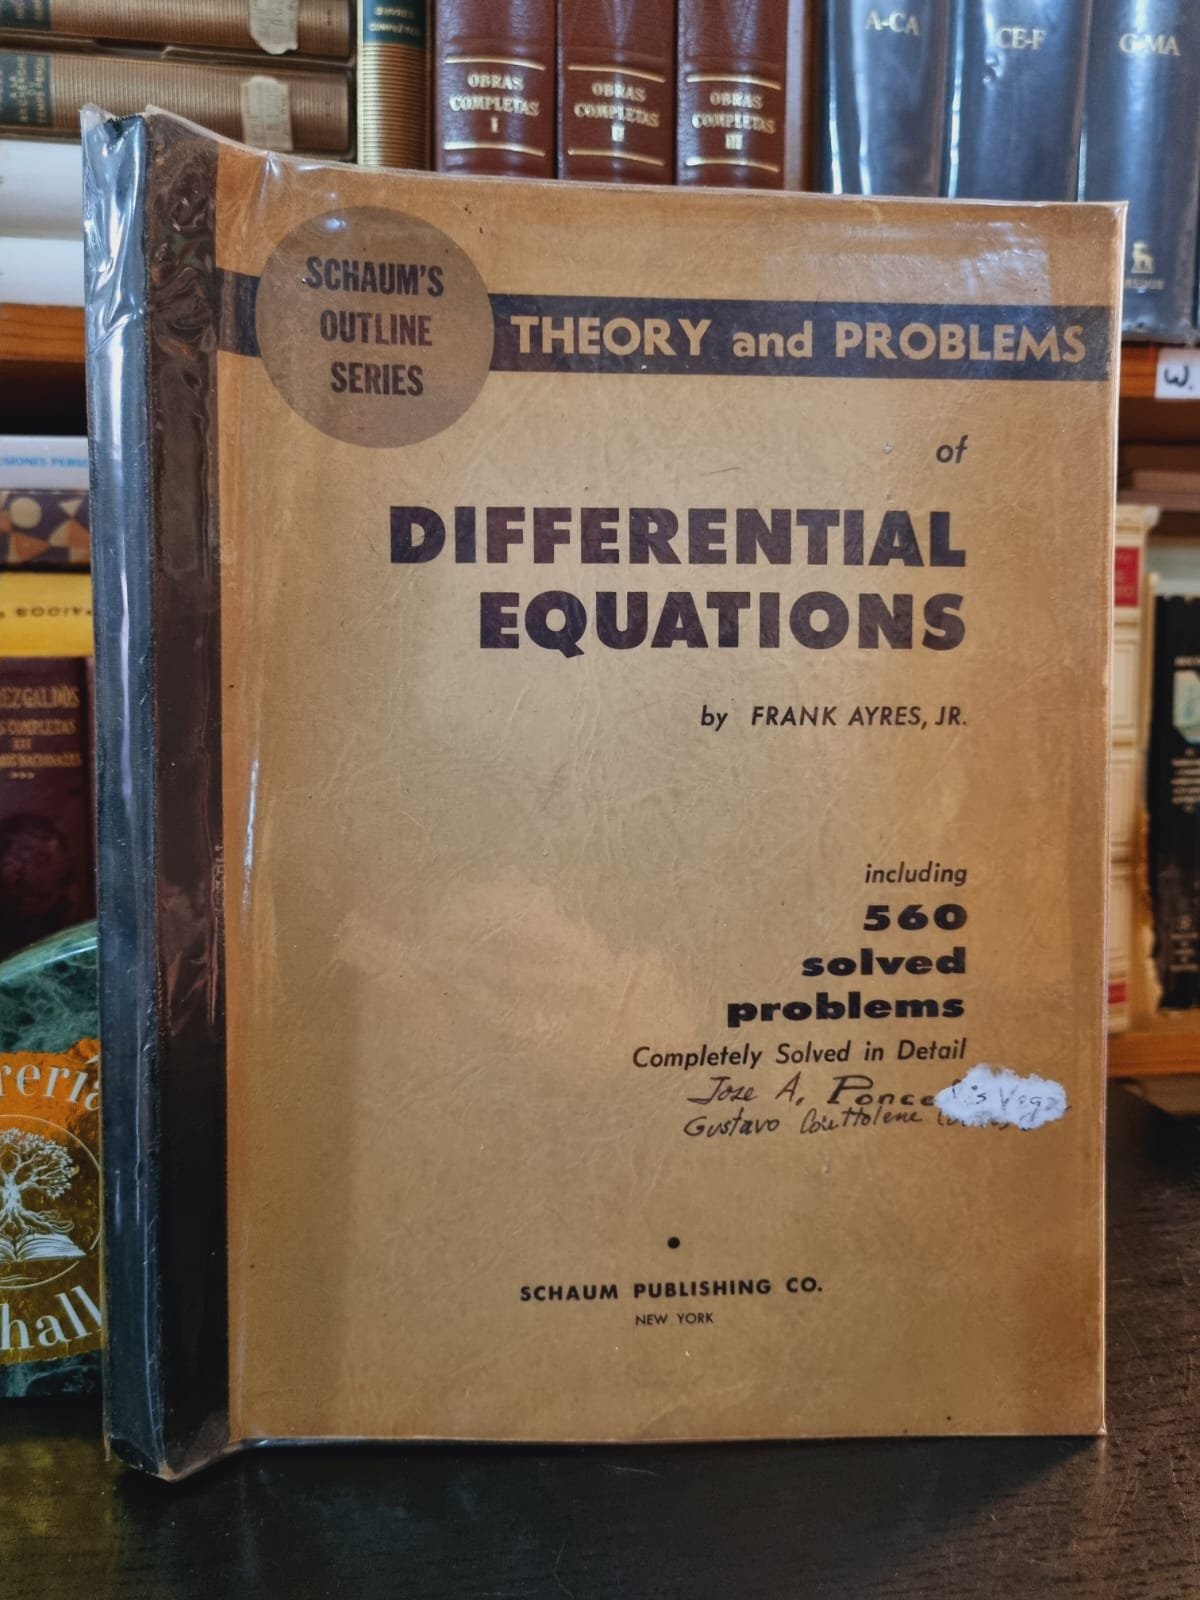 OBRAS
COMPLETAS
I
OBRAS
COMPLETAS
II
OBRAS
COMPLETAS
III
A-CA
CE-F
G-MA
SCHAUM'S
OUTLINE
SERIES
THEORY and PROBLEMS
of
DIFFERENTIAL
EQUATIONS
by FRANK AYRES, JR.
including
560
solved
problems
Completely Solved in Detail
Jose A. Ponce
Gustavo
SCHAUM PUBLISHING CO.
NEW YORK